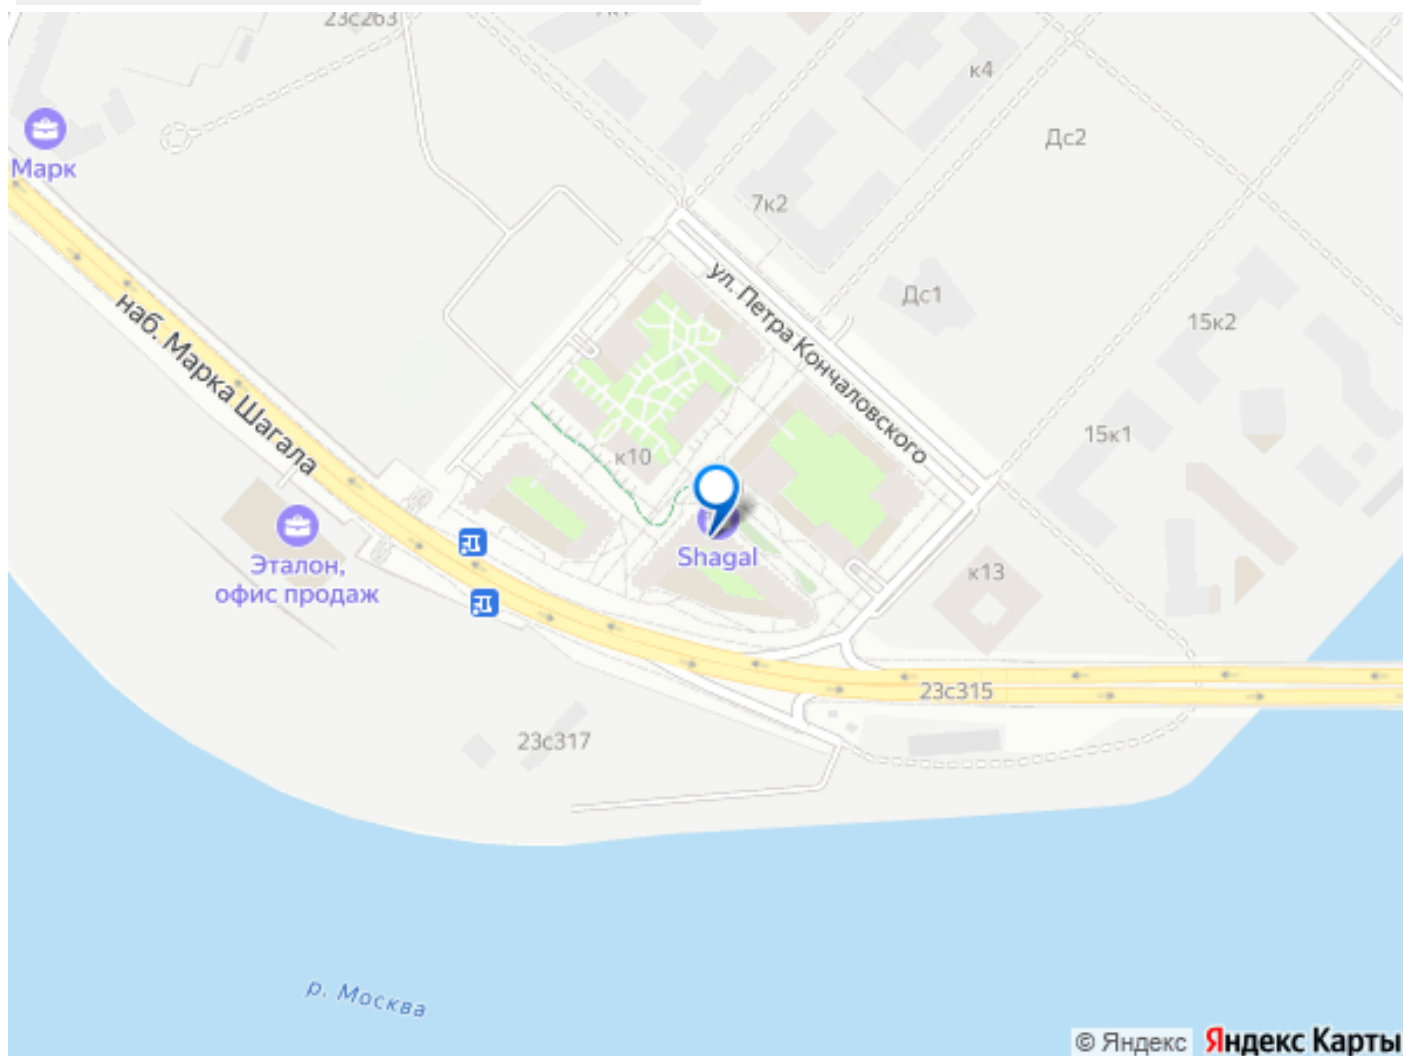 23с263
к4
Марк
Дс2
7к2
ул. Петра Кончаловского
Дс1
15к2
наб. Марка Шагала
15к1
к10
Shagal
Эталон,
офис продаж
к13
23с315
23с317
р. Москва
© Яндекс Яндекс Карты